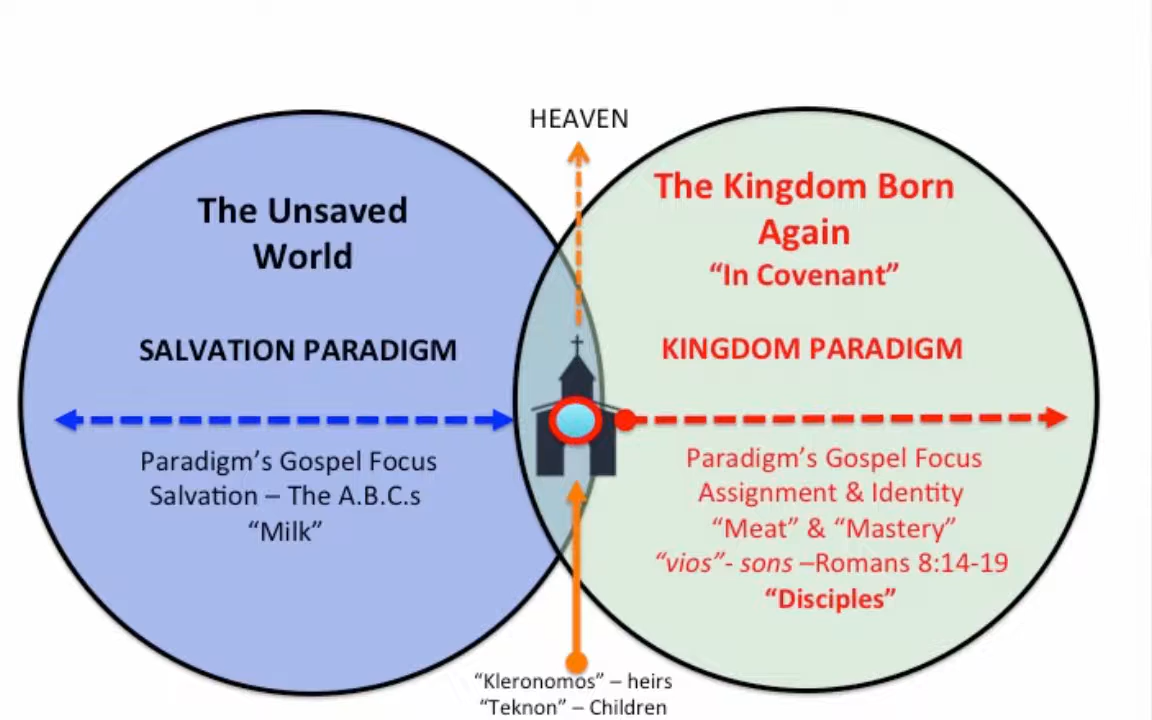 HEAVEN
The Unsaved
World
SALVATION PARADIGM
Paradigm's Gospel Focus
Salvation – The A.B.C.s
“Milk”
The Kingdom Born
Again
“In Covenant”
KINGDOM PARADIGM
Paradigm's Gospel Focus
Assignment & Identity
“Meat” & “Mastery”
“vios”- sons –Romans 8:14-19
“Disciples”
“Kleronomos” – heirs
“Teknon” – Children